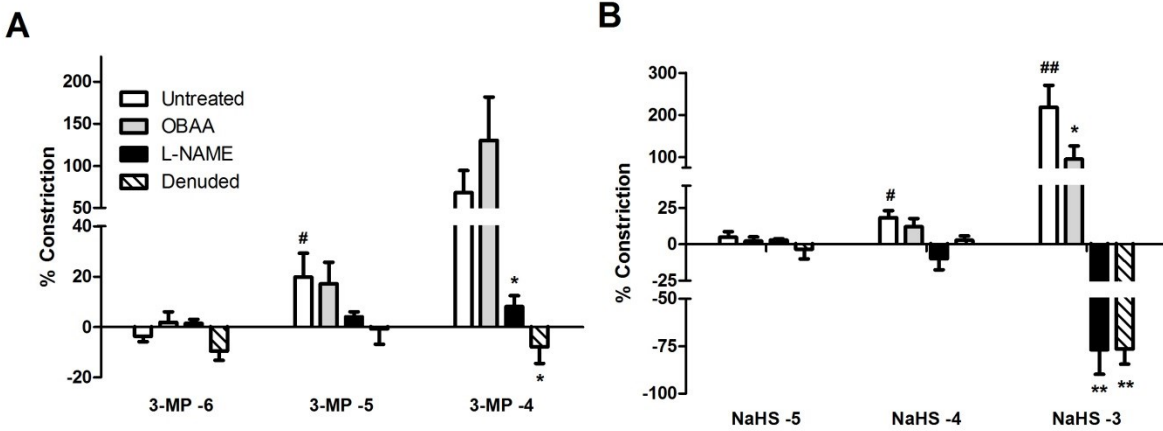 A
% Constriction
200
150
100
50
40
20
0
-20
Untreated
OBAA
L-NAME
Denuded
#
*
*
3-MP -6
3-MP -5
3-MP -4
B
% Constriction
300
200
100
25
0
-25
-50
-75
-100
#
##
*
**
**
NaHS -5
NaHS -4
NaHS -3